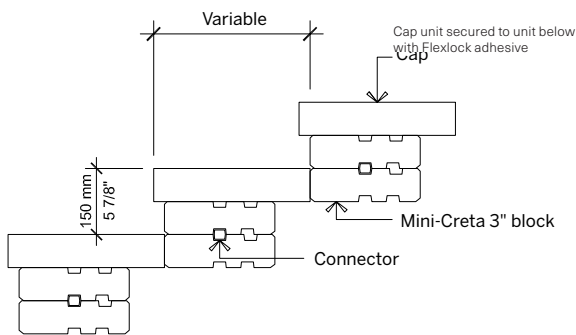 Variable
Cap unit secured to unit below
with Flexlock adhesive
Cap
150 mm
5 7/8"
Mini-Creta 3" block
Connector